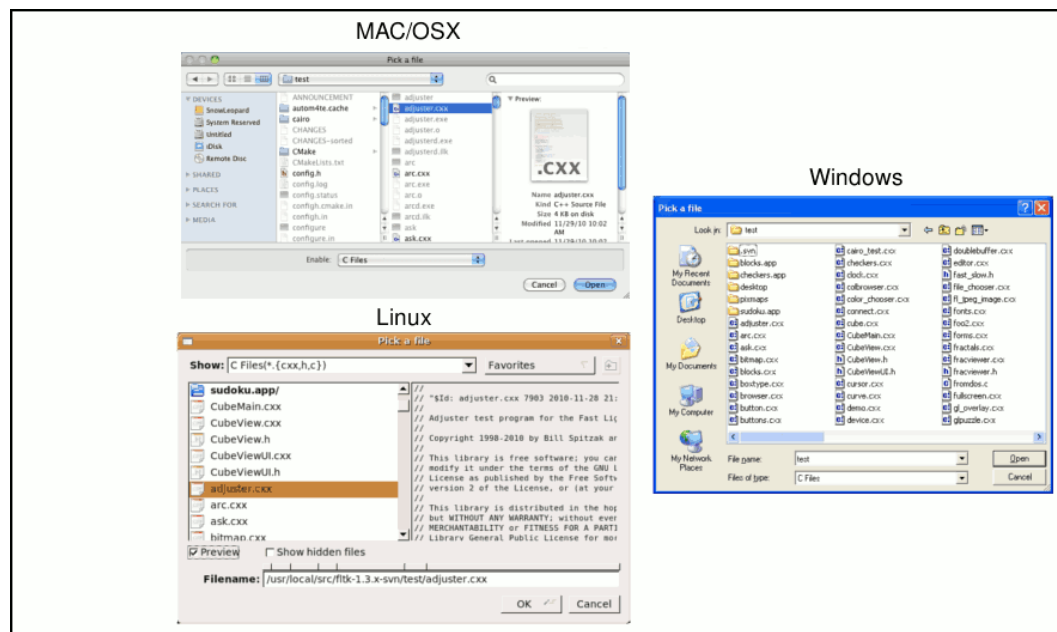 MAC/OSX
Pick a file
test
DEVICES
SnowLeopard
System Reserved
Untitled
iDisk
Remote Disc
SHARED
PLACES
SEARCH FOR
MEDIA
ANNOUNCEMENT
autom4te.cache
cairo
CHANGES
CHANGES-sorted
CMake
CMakeLists.txt
config.h
config.log
config.status
configh.cmake.in
configh.in
configure
configure.in
adjuster
adjuster.cxx
adjuster.exe
adjuster.o
adjusterd.exe
adjusterd.ilk
arc
arc.cxx
arc.exe
arc.o
arcd.exe
arcd.ilk
ask
ask.cxx
Preview:
.CXX
Name adjuster.cxx
Kind C++ Source File
Size 4 KB on disk
Modified 11/29/10 10:02
AM
Last opened 11/29/10 10:02
Enable: C Files
Cancel Open
Windows
Pick a file
Look in: test
My Recent
Documents
Desktop
My Documents
My Computer
My Network
Places
.svn
blocks.app
checkers.app
desktop
pixmaps
sudoku.app
adjuster.cxx
arc.cxx
ask.cxx
bitmap.cxx
blocks.cxx
boxtype.cxx
browser.cxx
button.cxx
buttons.cxx
cairo_test.cxx
checkers.cxx
clock.cxx
colbrowser.cxx
color_chooser.cxx
connect.cxx
cube.cxx
CubeMain.cxx
CubeView.cxx
CubeView.h
CubeViewUI.h
cursor.cxx
curve.cxx
demo.cxx
device.cxx
doublebuffer.cxx
editor.cxx
fast_slow.h
file_chooser.cxx
fl_jpeg_image.cxx
fonts.cxx
foo2.cxx
forms.cxx
fractals.cxx
fracviewer.cxx
fracviewer.h
fromdos.c
fullscreen.cxx
gl_overlay.cxx
glpuzzle.cxx
File name: test Open
Files of type: C Files Cancel
Linux
Pick a file
Show: C Files(*.{cxx,h,c}) Favorites
sudoku.app/
CubeMain.cxx
CubeView.cxx
CubeView.h
CubeViewUI.cxx
CubeViewUI.h
adjuster.cxx
arc.cxx
ask.cxx
bitmap.cxx
//
// "$Id: adjuster.cxx 7903 2010-11-28 21:
//
// Adjuster test program for the Fast Lig
//
// Copyright 1998-2010 by Bill Spitzak an
//
// This library is free software; you can
// modify it under the terms of the GNU L
// License as published by the Free Softw
// version 2 of the License, or (at your
//
// This library is distributed in the hop
// but WITHOUT ANY WARRANTY; without even
// MERCHANTABILITY or FITNESS FOR A PARTI
// Library General Public License for mor
Preview Show hidden files
Filename: /usr/local/src/fltk-1.3.x-svn/test/adjuster.cxx
OK Cancel